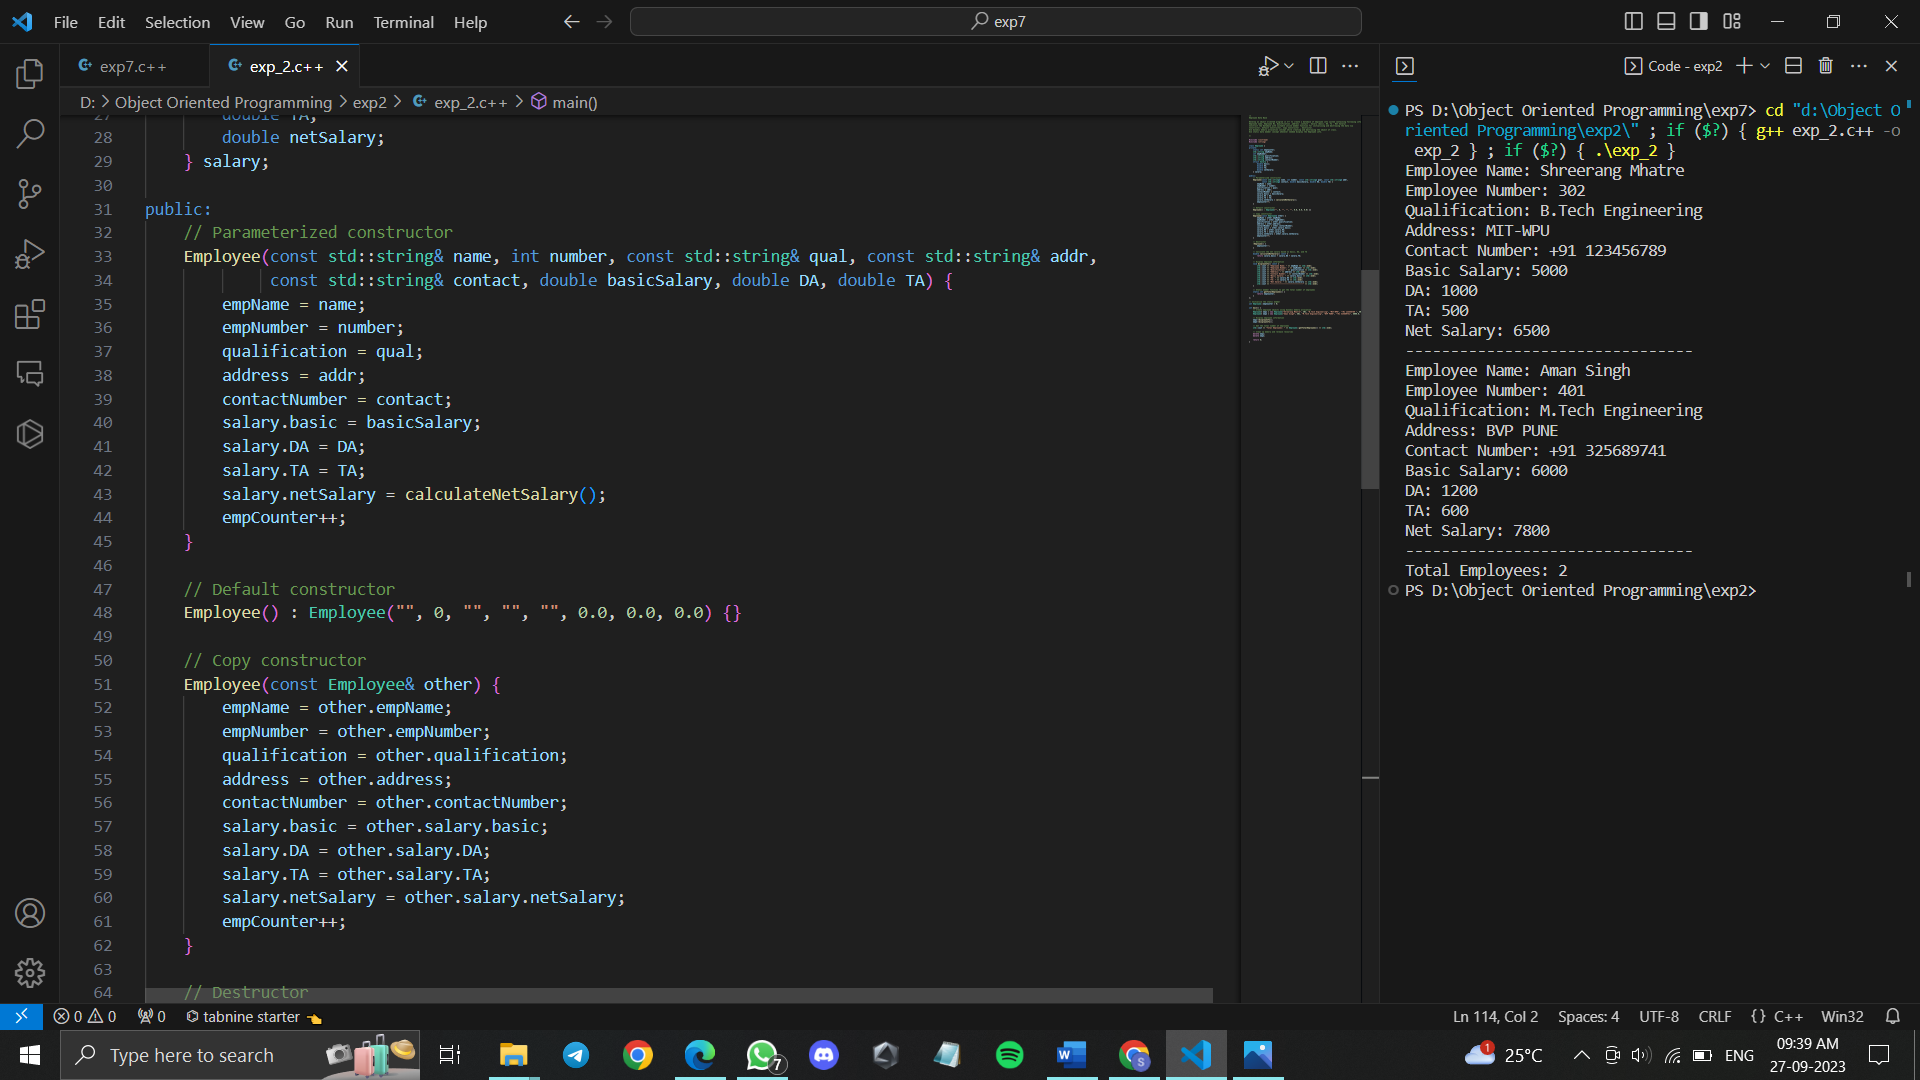 File Edit Selection View Go Run Terminal Help
exp7
exp7.c++
exp_2.c++
D: > Object Oriented Programming > exp2 > exp_2.c++ > main()
27 double TA;
28 double netSalary;
29 } salary;
30
31 public:
32 // Parameterized constructor
33 Employee(const std::string& name, int number, const std::string& qual, const std::string& addr,
34 const std::string& contact, double basicSalary, double DA, double TA) {
35 empName = name;
36 empNumber = number;
37 qualification = qual;
38 address = addr;
39 contactNumber = contact;
40 salary.basic = basicSalary;
41 salary.DA = DA;
42 salary.TA = TA;
43 salary.netSalary = calculateNetSalary();
44 empCounter++;
45 }
46
47 // Default constructor
48 Employee() : Employee("", 0, "", "", "", 0.0, 0.0, 0.0) {}
49
50 // Copy constructor
51 Employee(const Employee& other) {
52 empName = other.empName;
53 empNumber = other.empNumber;
54 qualification = other.qualification;
55 address = other.address;
56 contactNumber = other.contactNumber;
57 salary.basic = other.salary.basic;
58 salary.DA = other.salary.DA;
59 salary.TA = other.salary.TA;
60 salary.netSalary = other.salary.netSalary;
61 empCounter++;
62 }
63
64 // Destructor
Code - exp2
PS D:\Object Oriented Programming\exp7> cd "d:\Object O
riented Programming\exp2\" ; if ($?) { g++ exp_2.c++ -o
exp_2 } ; if ($?) { .\exp_2 }
Employee Name: Shreerang Mhatre
Employee Number: 302
Qualification: B.Tech Engineering
Address: MIT-WPU
Contact Number: +91 123456789
Basic Salary: 5000
DA: 1000
TA: 500
Net Salary: 6500
--------------------------------
Employee Name: Aman Singh
Employee Number: 401
Qualification: M.Tech Engineering
Address: BVP PUNE
Contact Number: +91 325689741
Basic Salary: 6000
DA: 1200
TA: 600
Net Salary: 7800
--------------------------------
Total Employees: 2
PS D:\Object Oriented Programming\exp2>
0 0 0 tabnine starter
Ln 114, Col 2 Spaces: 4 UTF-8 CRLF {} C++ Win32
Type here to search
7
1
25°C
ENG
09:39 AM
27-09-2023